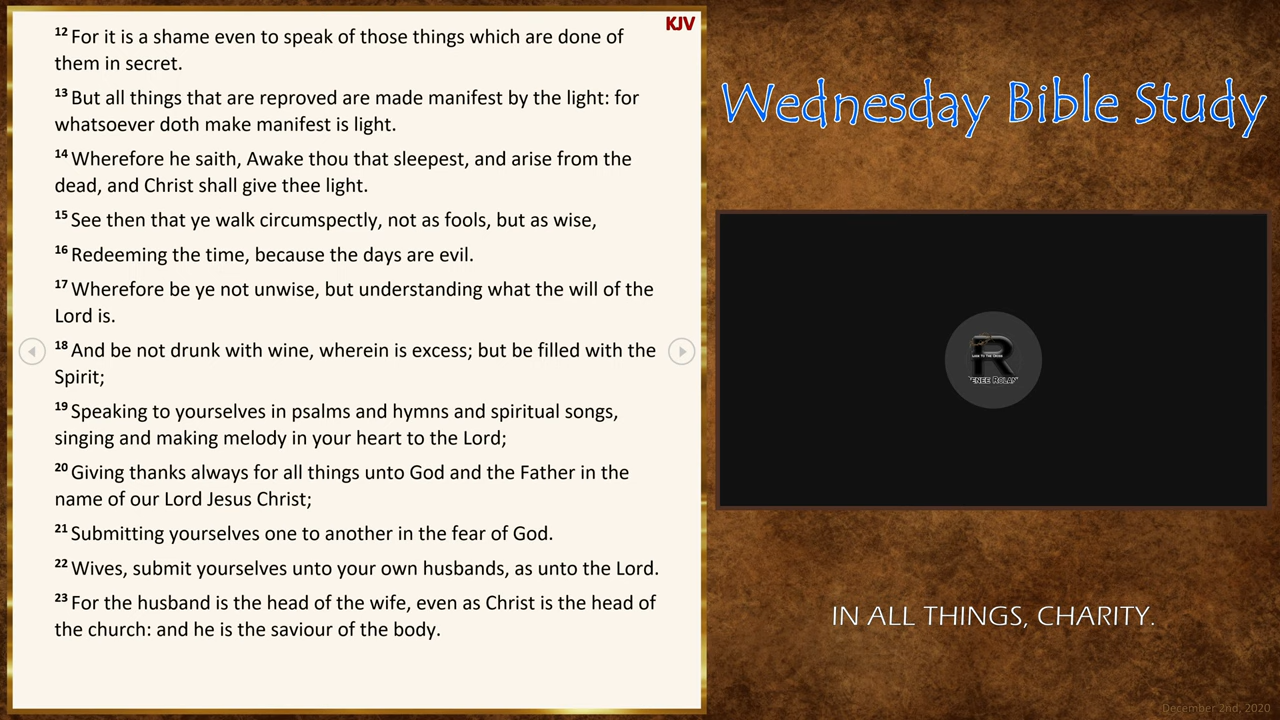 KJV
12 For it is a shame even to speak of those things which are done of
them in secret.
13 But all things that are reproved are made manifest by the light: for
whatsoever doth make manifest is light.
14 Wherefore he saith, Awake thou that sleepest, and arise from the
dead, and Christ shall give thee light.
15 See then that ye walk circumspectly, not as fools, but as wise,
16 Redeeming the time, because the days are evil.
17 Wherefore be ye not unwise, but understanding what the will of the
Lord is.
18 And be not drunk with wine, wherein is excess; but be filled with the
Spirit;
19 Speaking to yourselves in psalms and hymns and spiritual songs,
singing and making melody in your heart to the Lord;
20 Giving thanks always for all things unto God and the Father in the
name of our Lord Jesus Christ;
21 Submitting yourselves one to another in the fear of God.
22 Wives, submit yourselves unto your own husbands, as unto the Lord.
23 For the husband is the head of the wife, even as Christ is the head of
the church: and he is the saviour of the body.
Wednesday Bible Study
R
IN ALL THINGS, CHARITY.
December 2nd, 2020